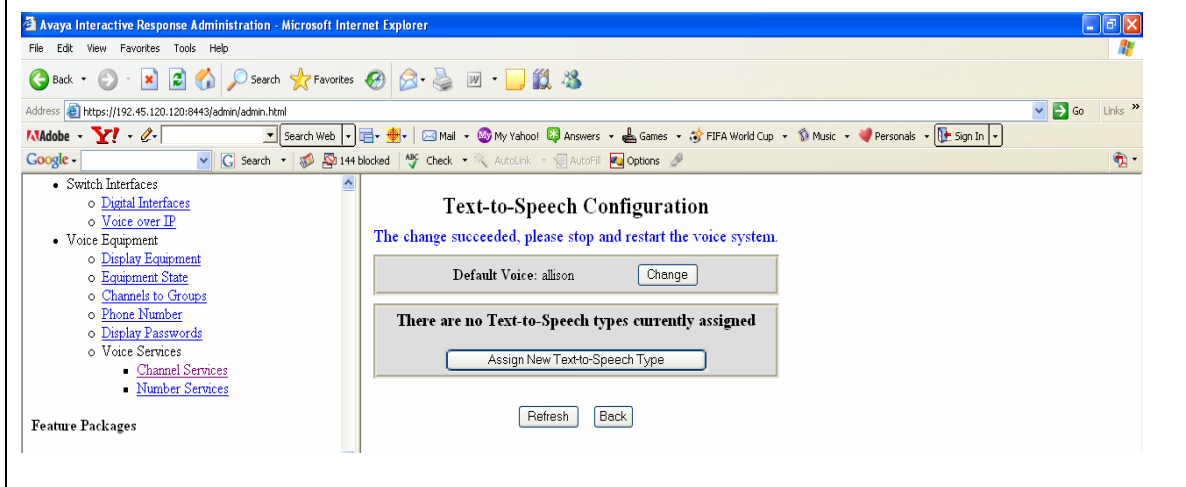 Avaya Interactive Response Administration - Microsoft Internet Explorer
File Edit View Favorites Tools Help
Back Search Favorites
Address https://192.45.120.120:8443/admin/admin.html Go Links »
Adobe Y! Search Web Mail My Yahoo! Answers Games FIFA World Cup Music Personals Sign In
Google G Search 144 blocked ABC Check AutoLink AutoFill Options
Switch Interfaces
Digital Interfaces
Voice over IP
Voice Equipment
Display Equipment
Equipment State
Channels to Groups
Phone Number
Display Passwords
Voice Services
Channel Services
Number Services
Feature Packages
Text-to-Speech Configuration
The change succeeded, please stop and restart the voice system.
Default Voice: allison Change
There are no Text-to-Speech types currently assigned
Assign New Text-to-Speech Type
Refresh Back